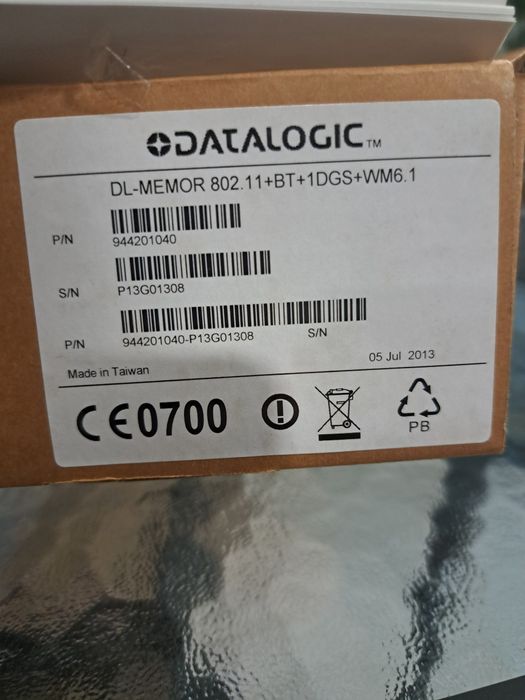 DATALOGIC™
DL-MEMOR 802.11+BT+1DGS+WM6.1
P/N 944201040
S/N P13G01308
P/N 944201040-P13G01308 S/N
05 Jul 2013
Made in Taiwan
CE0700
PB